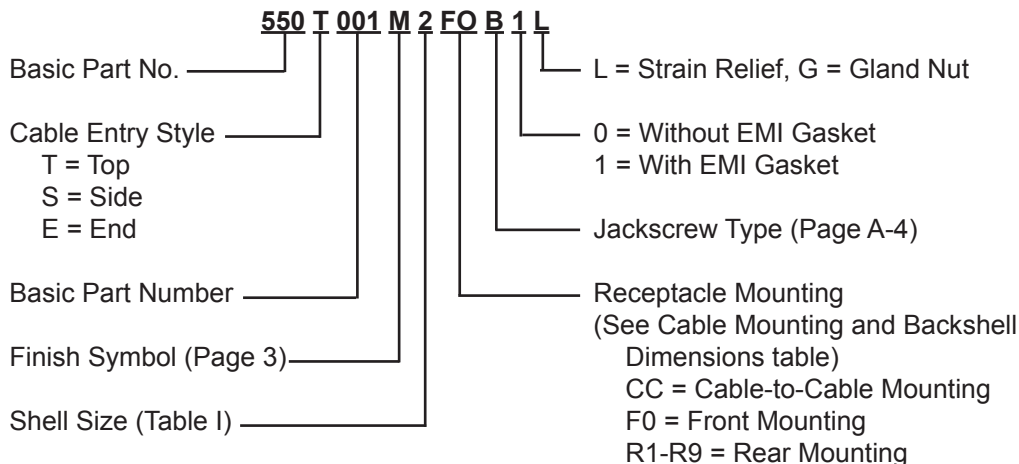 550 T 001 M 2 FO B 1 L
Basic Part No.
Cable Entry Style
T = Top
S = Side
E = End
Basic Part Number
Finish Symbol (Page 3)
Shell Size (Table I)
L = Strain Relief, G = Gland Nut
0 = Without EMI Gasket
1 = With EMI Gasket
Jackscrew Type (Page A-4)
Receptacle Mounting
(See Cable Mounting and Backshell
Dimensions table)
CC = Cable-to-Cable Mounting
F0 = Front Mounting
R1-R9 = Rear Mounting